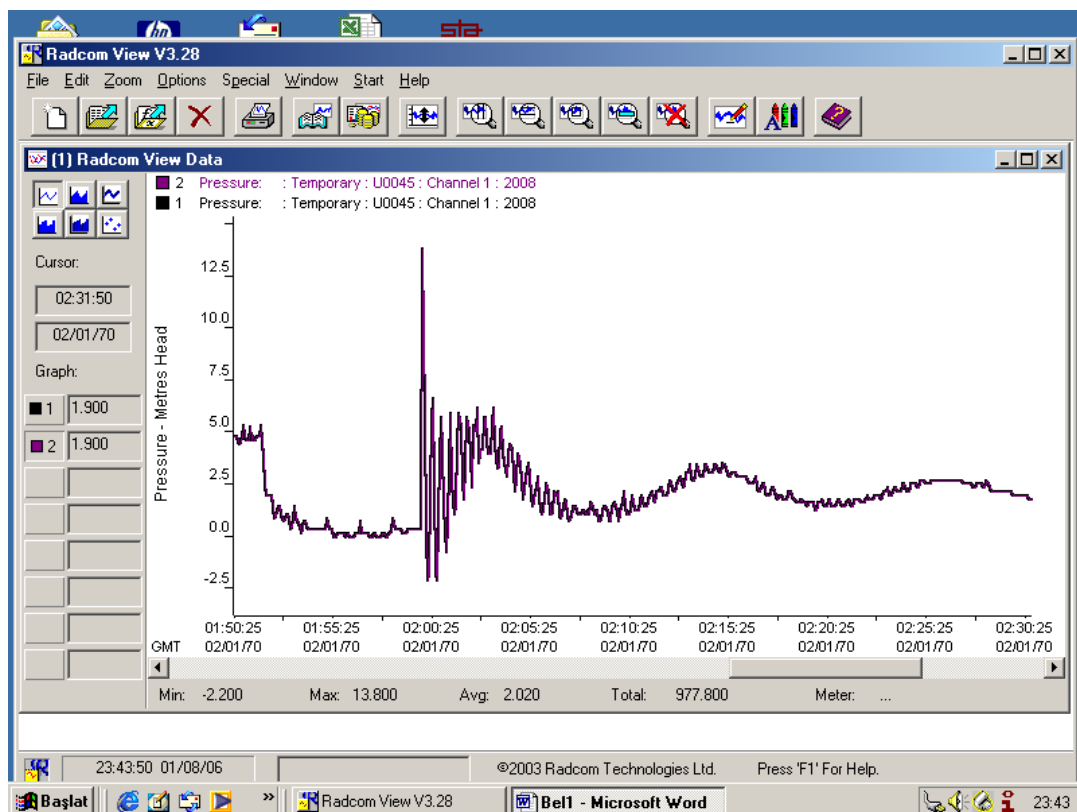 hp
sta
Radcom View V3.28
File Edit Zoom Options Special Window Start Help
(1) Radcom View Data
2 Pressure: : Temporary : U0045 : Channel 1 : 2008
1 Pressure: : Temporary : U0045 : Channel 1 : 2008
Cursor:
02:31:50
02/01/70
Graph:
1 1.900
2 1.900
Pressure - Metres Head
12.5
10.0
7.5
5.0
2.5
0.0
-2.5
01:50:25 01:55:25 02:00:25 02:05:25 02:10:25 02:15:25 02:20:25 02:25:25 02:30:25
GMT 02/01/70 02/01/70 02/01/70 02/01/70 02/01/70 02/01/70 02/01/70 02/01/70 02/01/70
Min: -2.200 Max: 13.800 Avg: 2.020 Total: 977.800 Meter: ...
23:43:50 01/08/06 ©2003 Radcom Technologies Ltd. Press 'F1' For Help.
Başlat » Radcom View V3.28 Bel1 - Microsoft Word 23:43